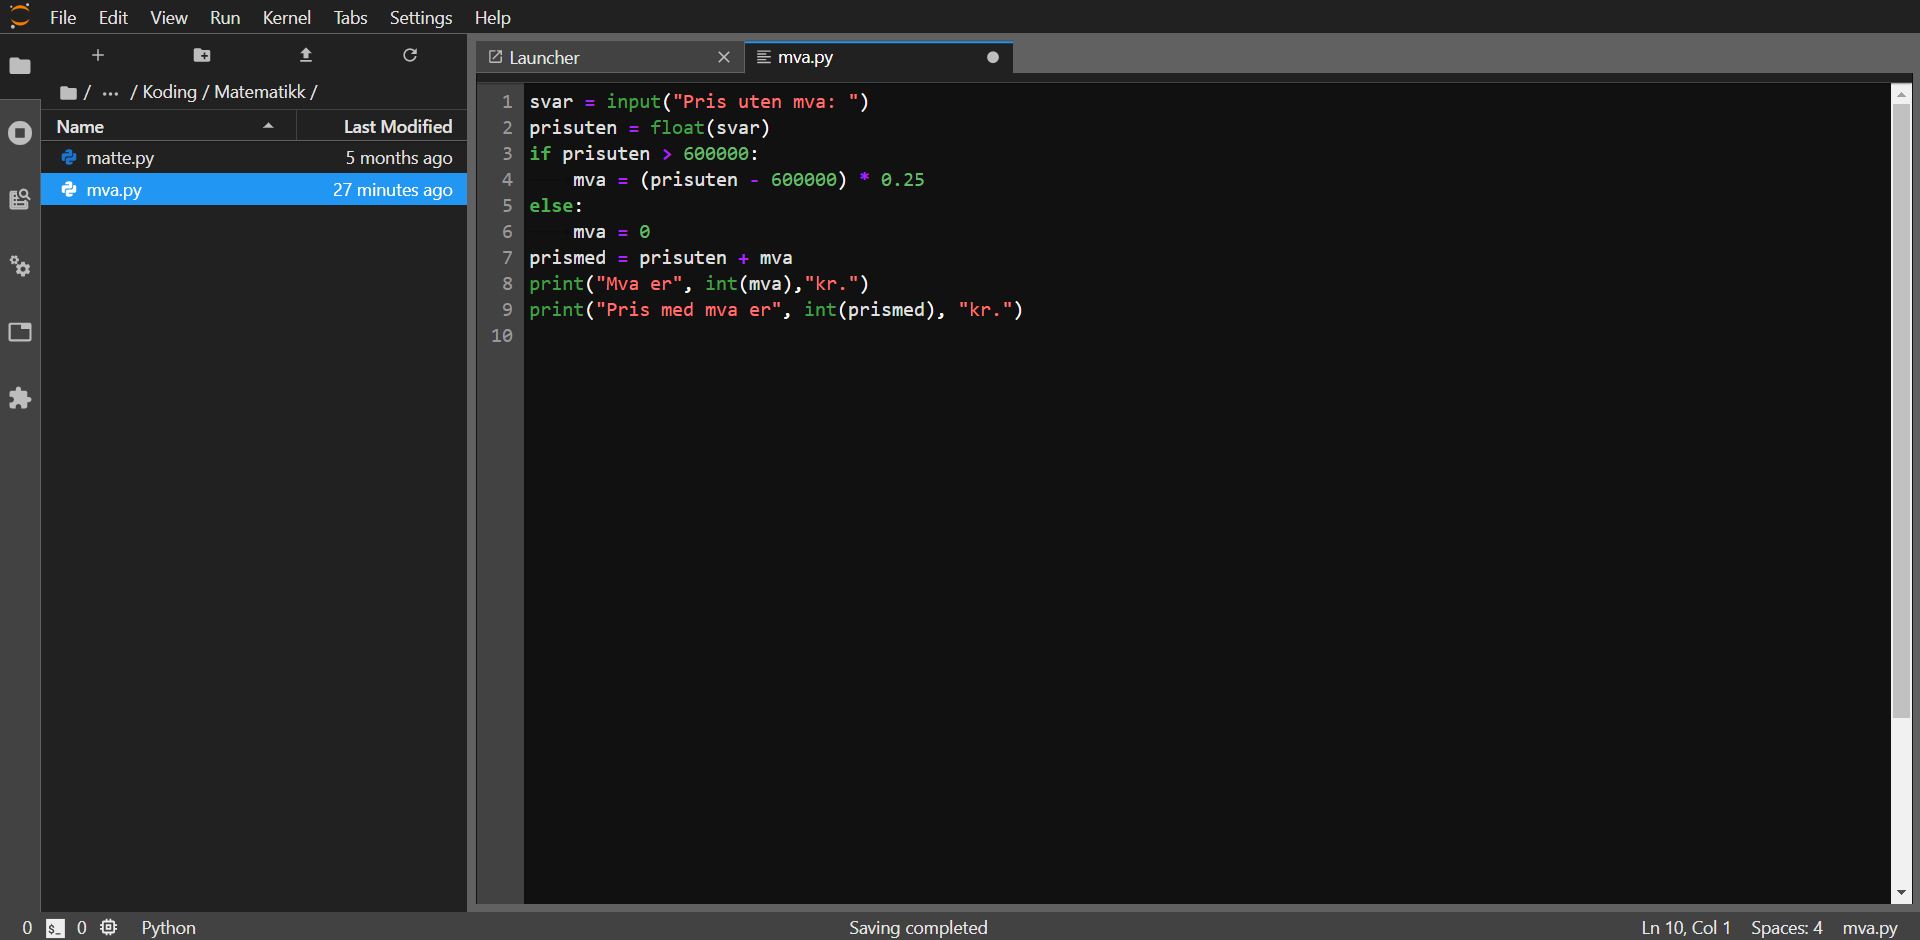 File Edit View Run Kernel Tabs Settings Help
/ ... / Koding / Matematikk /
Name Last Modified
matte.py 5 months ago
mva.py 27 minutes ago
Launcher mva.py
1 svar = input("Pris uten mva: ")
2 prisuten = float(svar)
3 if prisuten > 600000:
4     mva = (prisuten - 600000) * 0.25
5 else:
6     mva = 0
7 prismed = prisuten + mva
8 print("Mva er", int(mva),"kr.")
9 print("Pris med mva er", int(prismed), "kr.")
10
0 $_ 0 Python Saving completed Ln 10, Col 1 Spaces: 4 mva.py